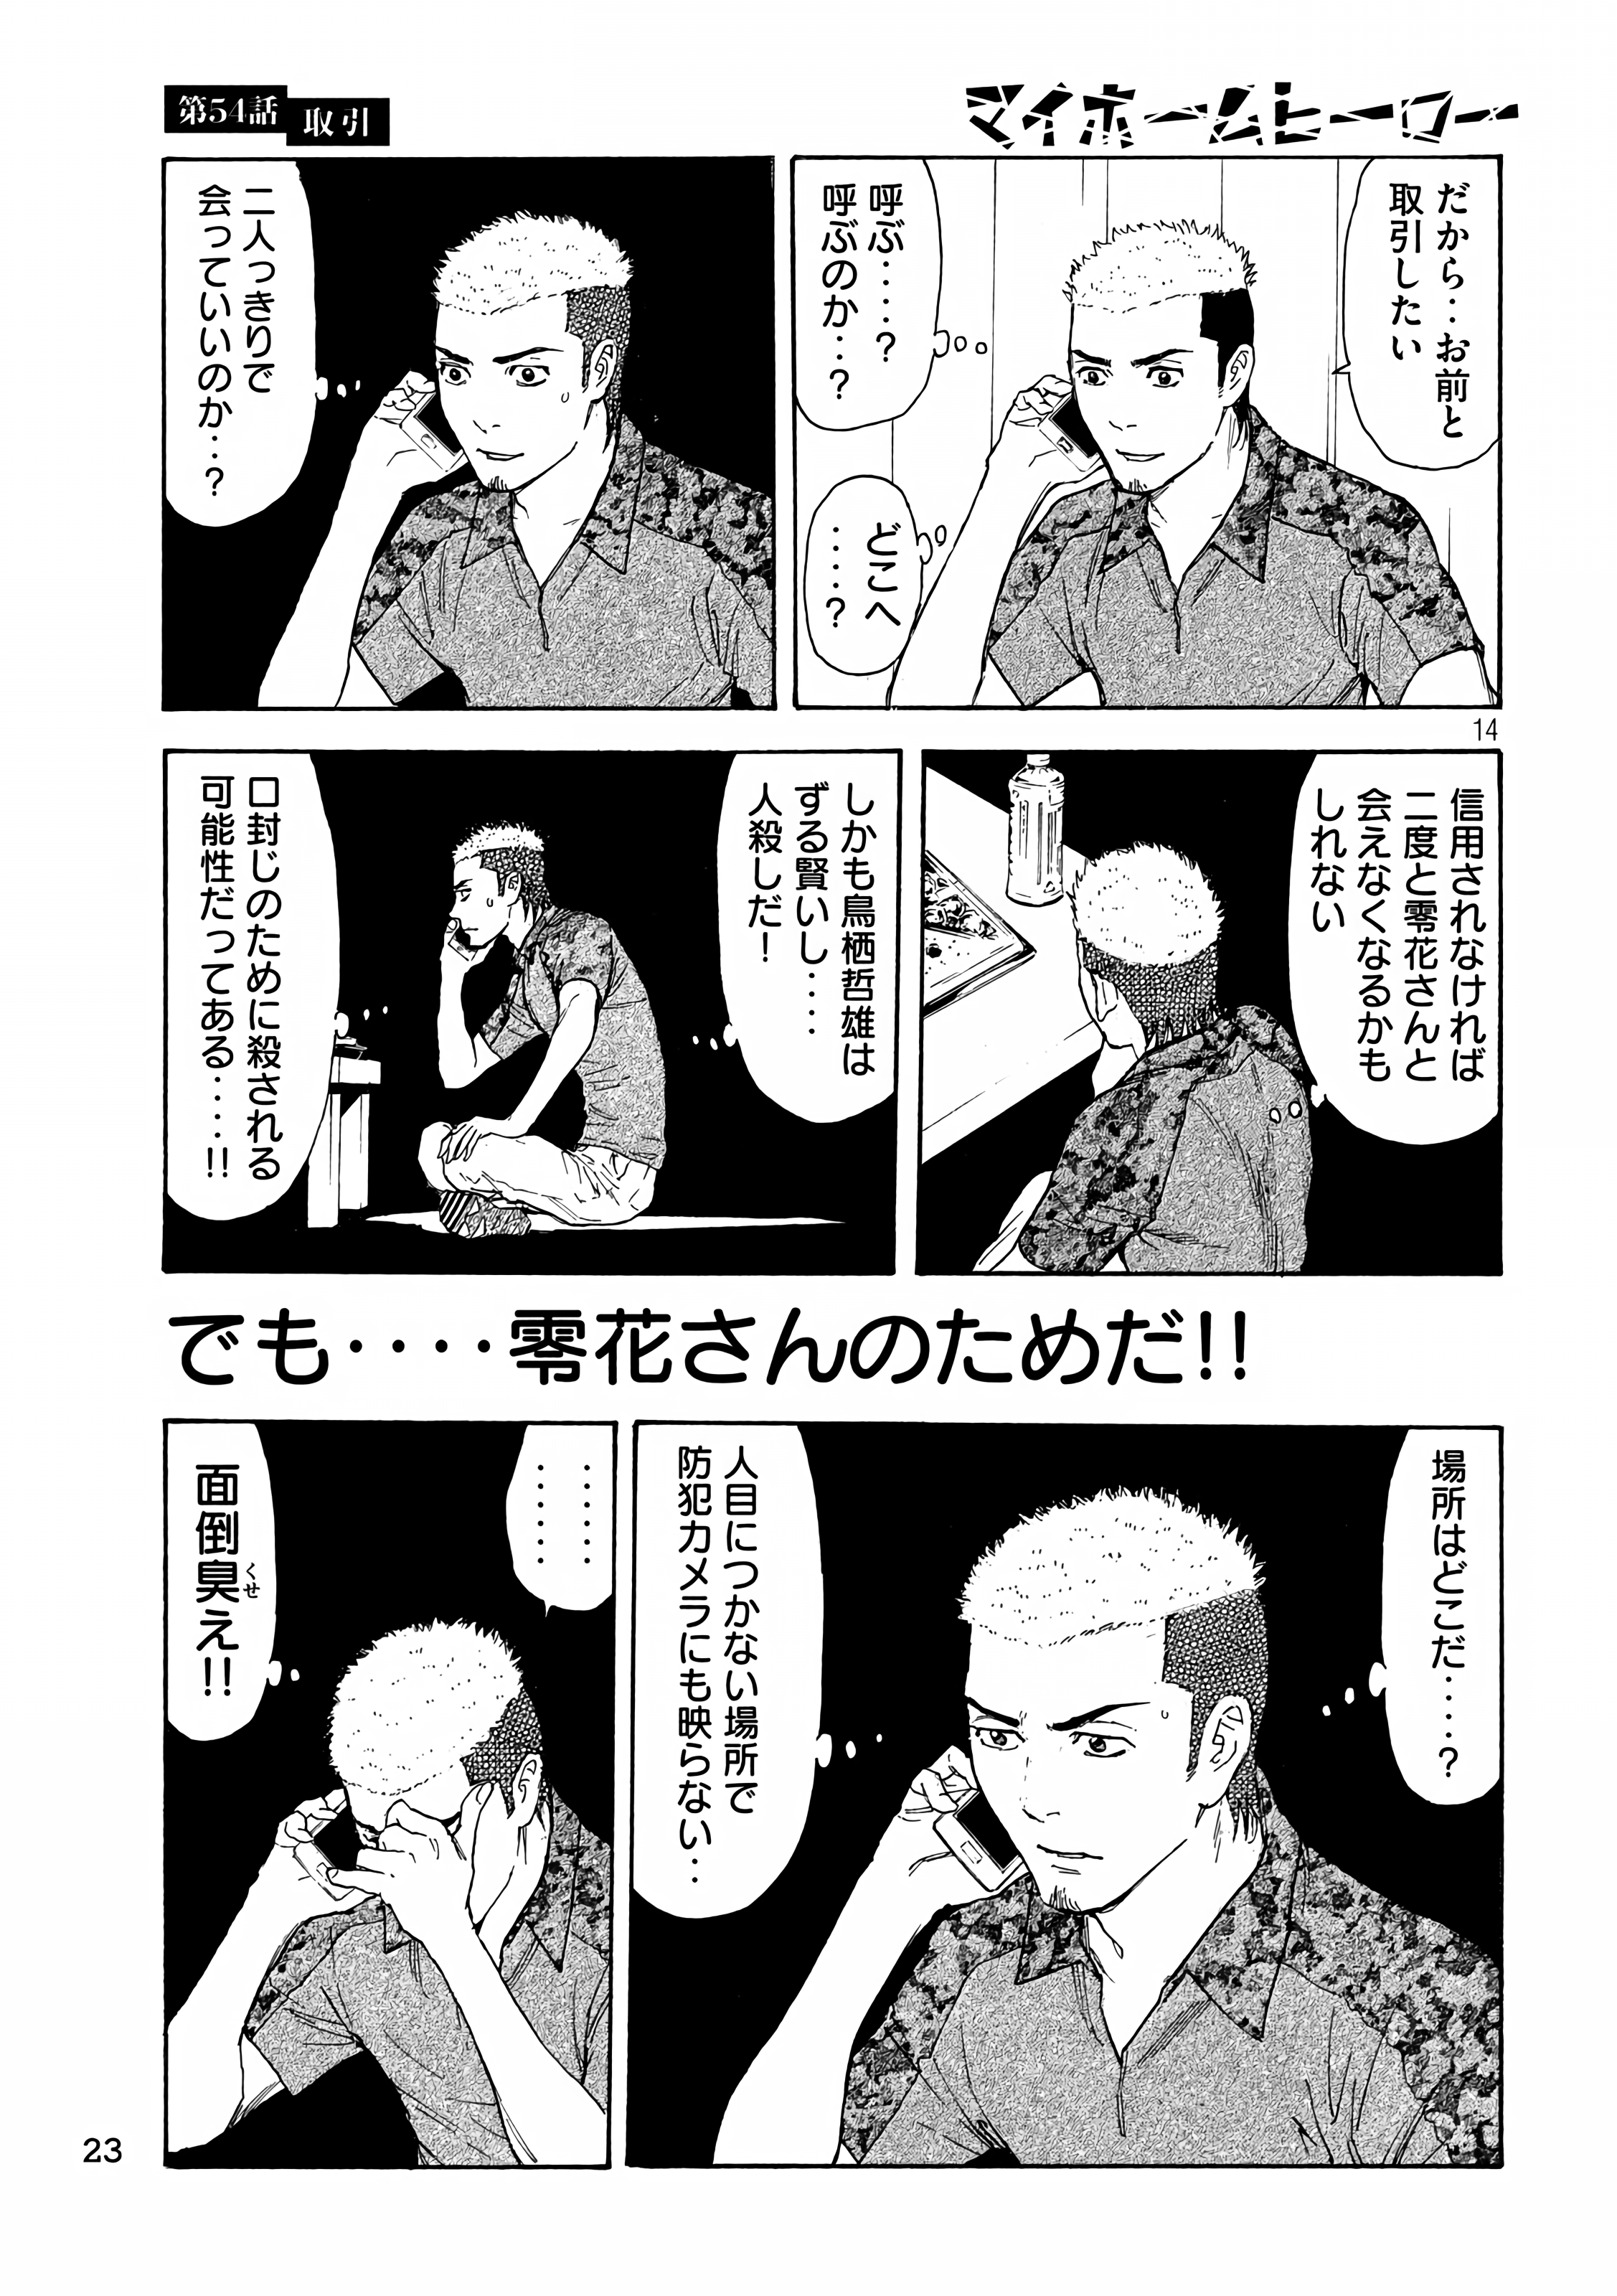 第54話
取引
マイホームヒーロー
だから‥お前と
取引したい
呼ぶ‥‥?
呼ぶのか‥?
どこへ
‥‥?
二人っきりで
会っていいのか‥?
14
信用されなければ
二度と零花さんと
会えなくなるかも
しれない
しかも鳥栖哲雄は
ずる賢いし‥‥
人殺しだ!
口封じのために殺される
可能性だってある‥‥!!
でも‥‥零花さんのためだ!!
場所はどこだ‥‥?
人目につかない場所で
防犯カメラにも映らない‥
‥‥‥
‥‥‥
面倒臭え!!
くせ
23